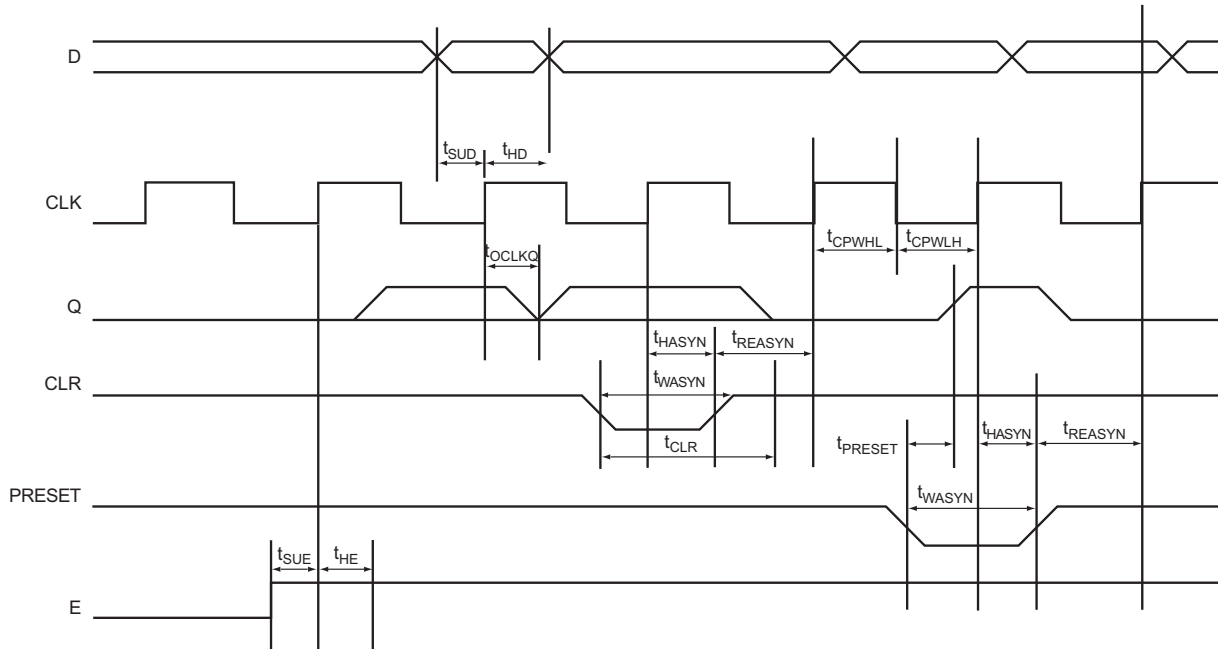 D
tSUD
tHD
CLK
tCPWHL
tCPWLH
tOCLKQ
Q
tHASYN
tREASYN
CLR
tWASYN
tCLR
tPRESET
tHASYN
tREASYN
PRESET
tWASYN
tSUE
tHE
E